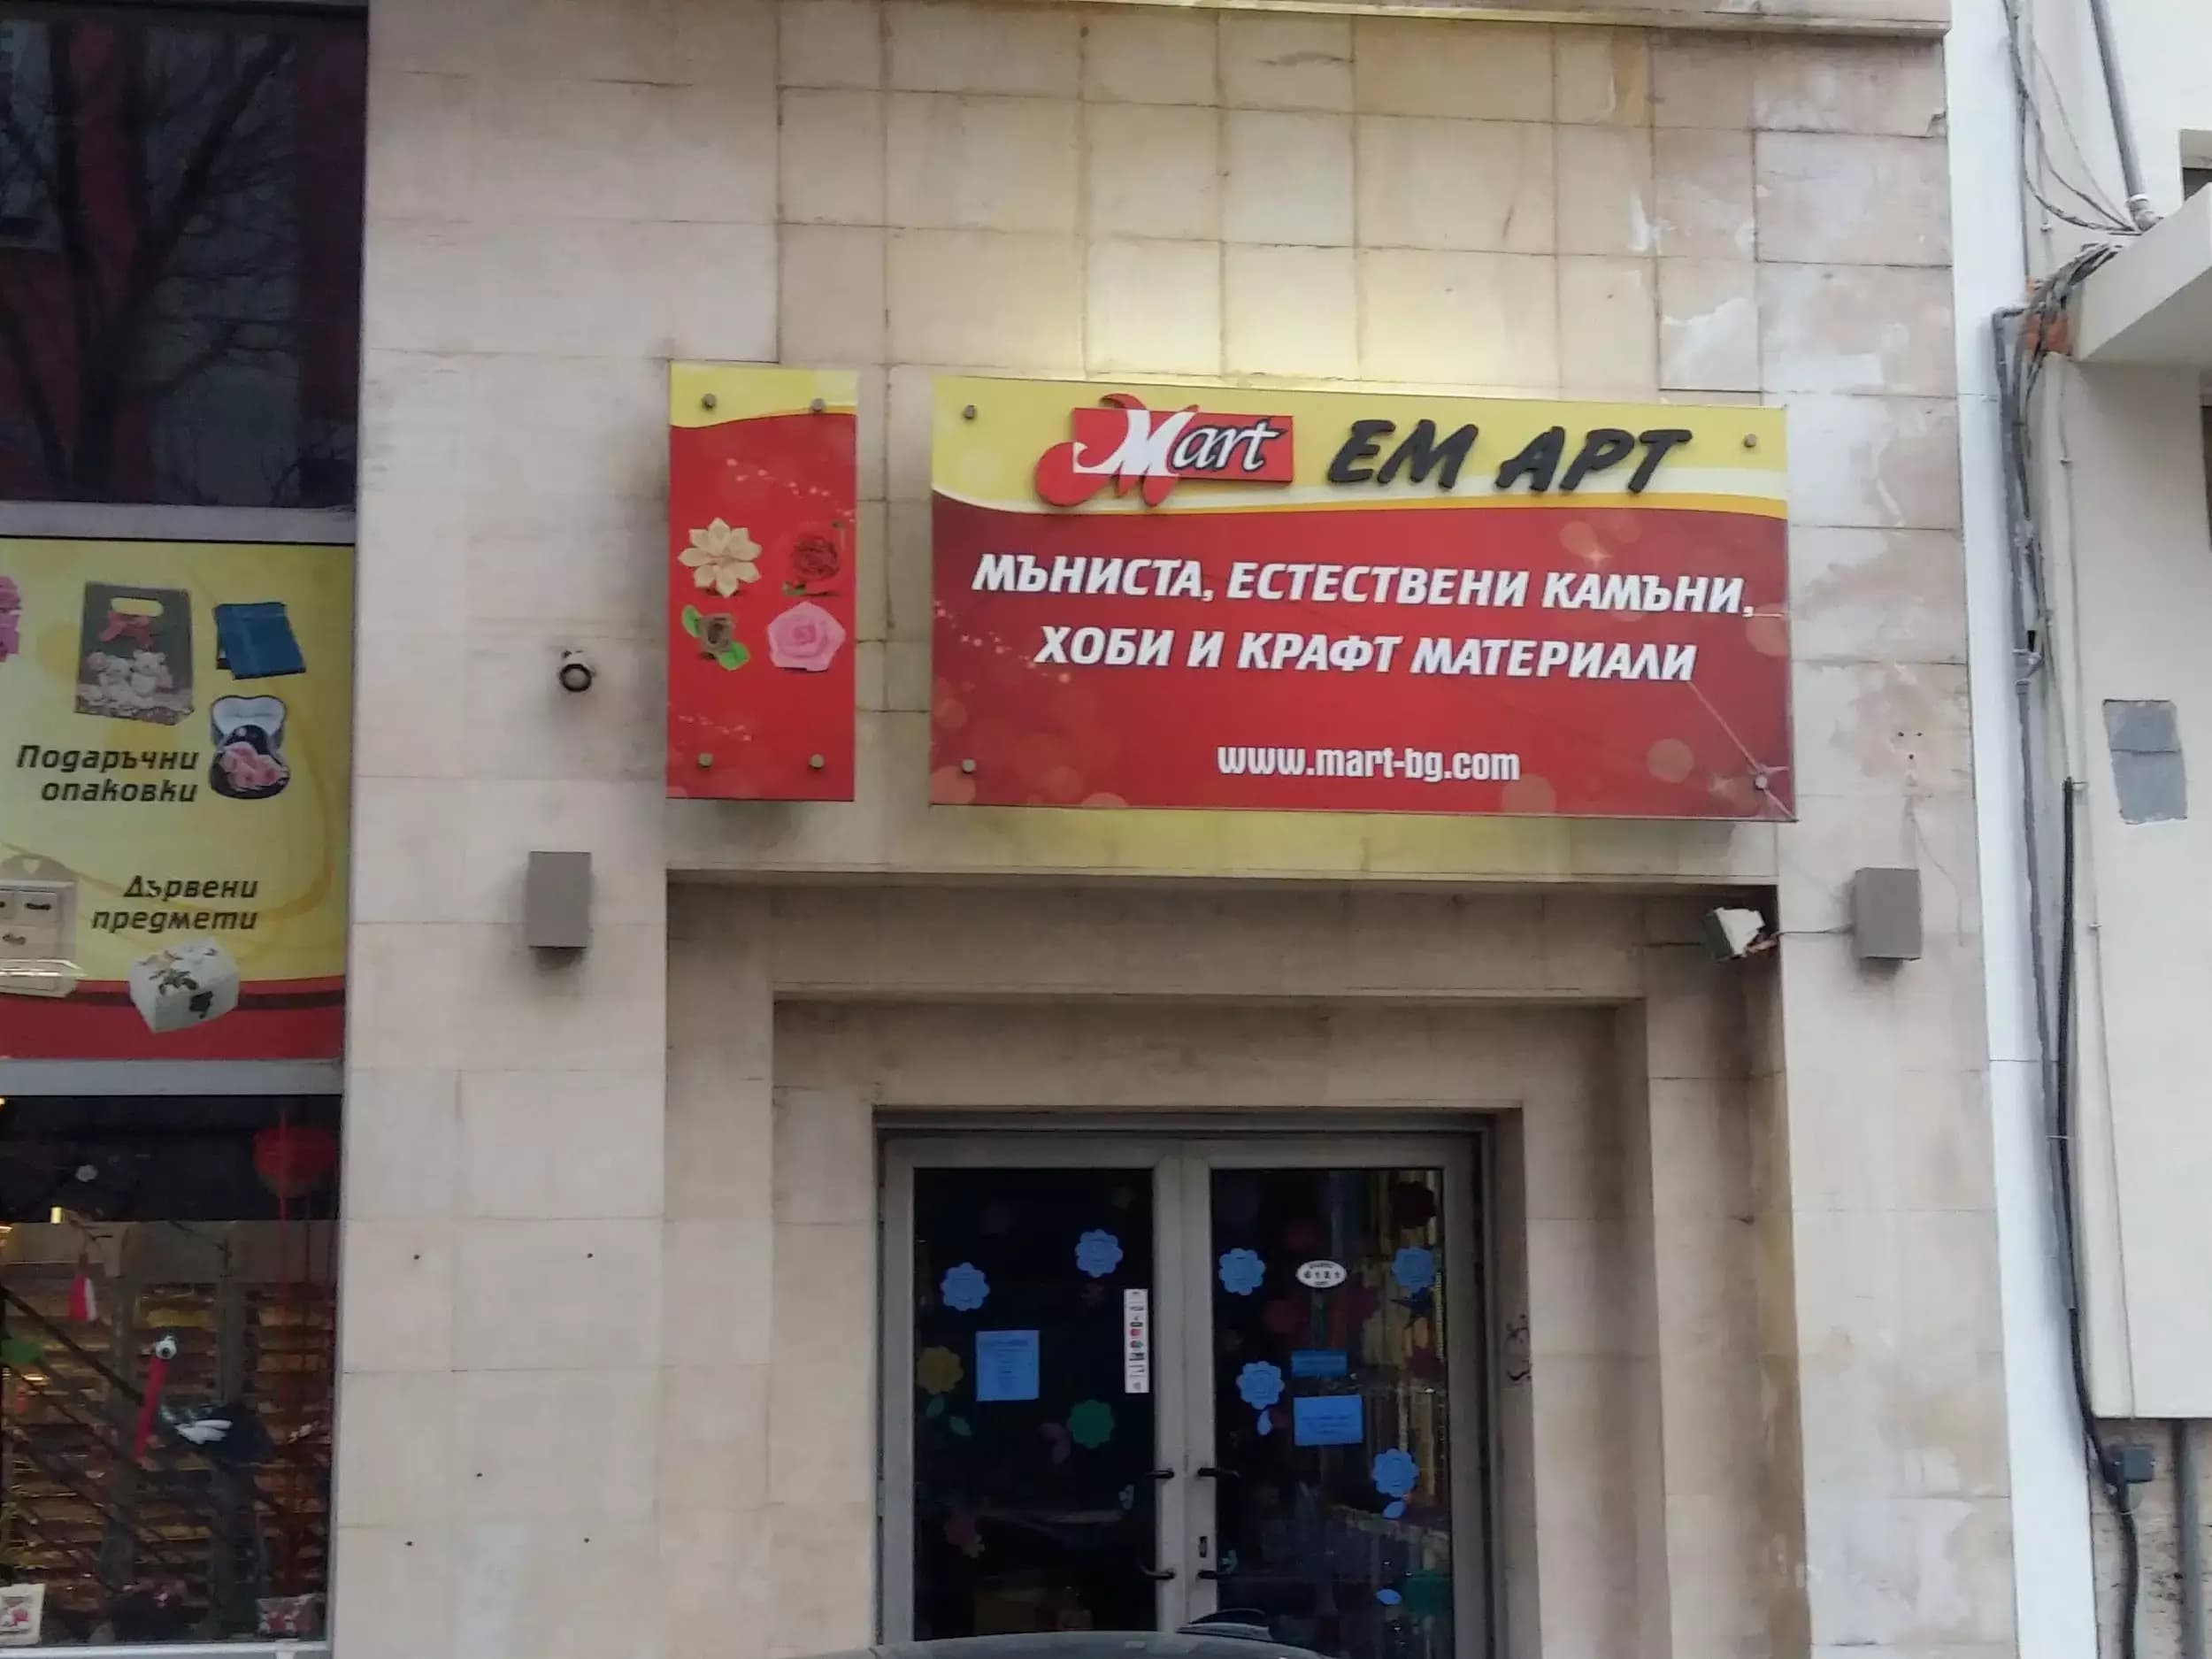 Mart ЕМ АРТ
МЪНИСТА, ЕСТЕСТВЕНИ КАМЪНИ,
ХОБИ И КРАФТ МАТЕРИАЛИ
www.mart-bg.com
Подаръчни
опаковки
Дървени
предмети